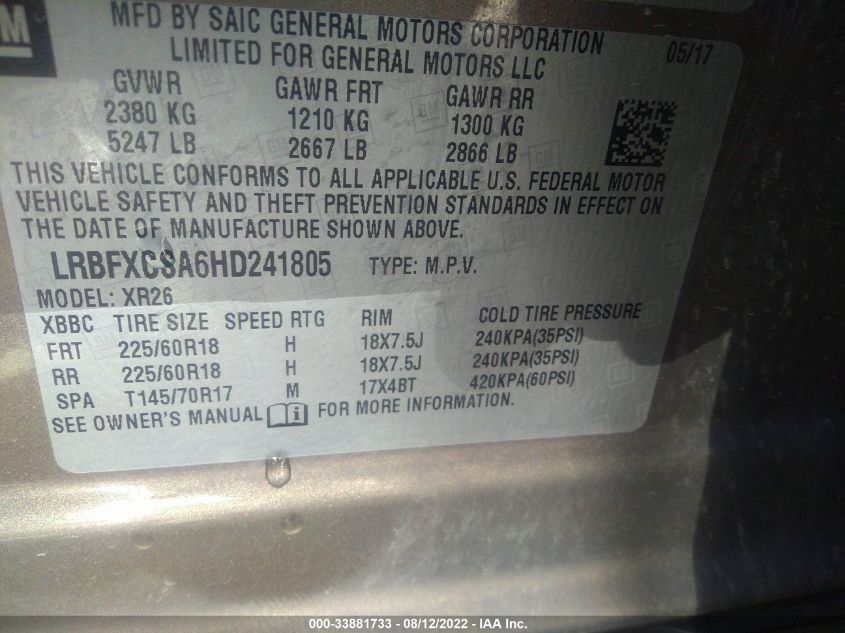 GM
MFD BY SAIC GENERAL MOTORS CORPORATION
LIMITED FOR GENERAL MOTORS LLC 05/17
GVWR GAWR FRT GAWR RR
2380 KG 1210 KG 1300 KG
5247 LB 2667 LB 2866 LB
THIS VEHICLE CONFORMS TO ALL APPLICABLE U.S. FEDERAL MOTOR
VEHICLE SAFETY AND THEFT PREVENTION STANDARDS IN EFFECT ON
THE DATE OF MANUFACTURE SHOWN ABOVE.
LRBFXCSA6HD241805 TYPE: M.P.V.
MODEL: XR26
XBBC TIRE SIZE SPEED RTG RIM COLD TIRE PRESSURE
FRT 225/60R18 H 18X7.5J 240KPA(35PSI)
RR 225/60R18 H 18X7.5J 240KPA(35PSI)
SPA T145/70R17 M 17X4BT 420KPA(60PSI)
SEE OWNER'S MANUAL i FOR MORE INFORMATION.
000-33881733 - 08/12/2022 - IAA Inc.